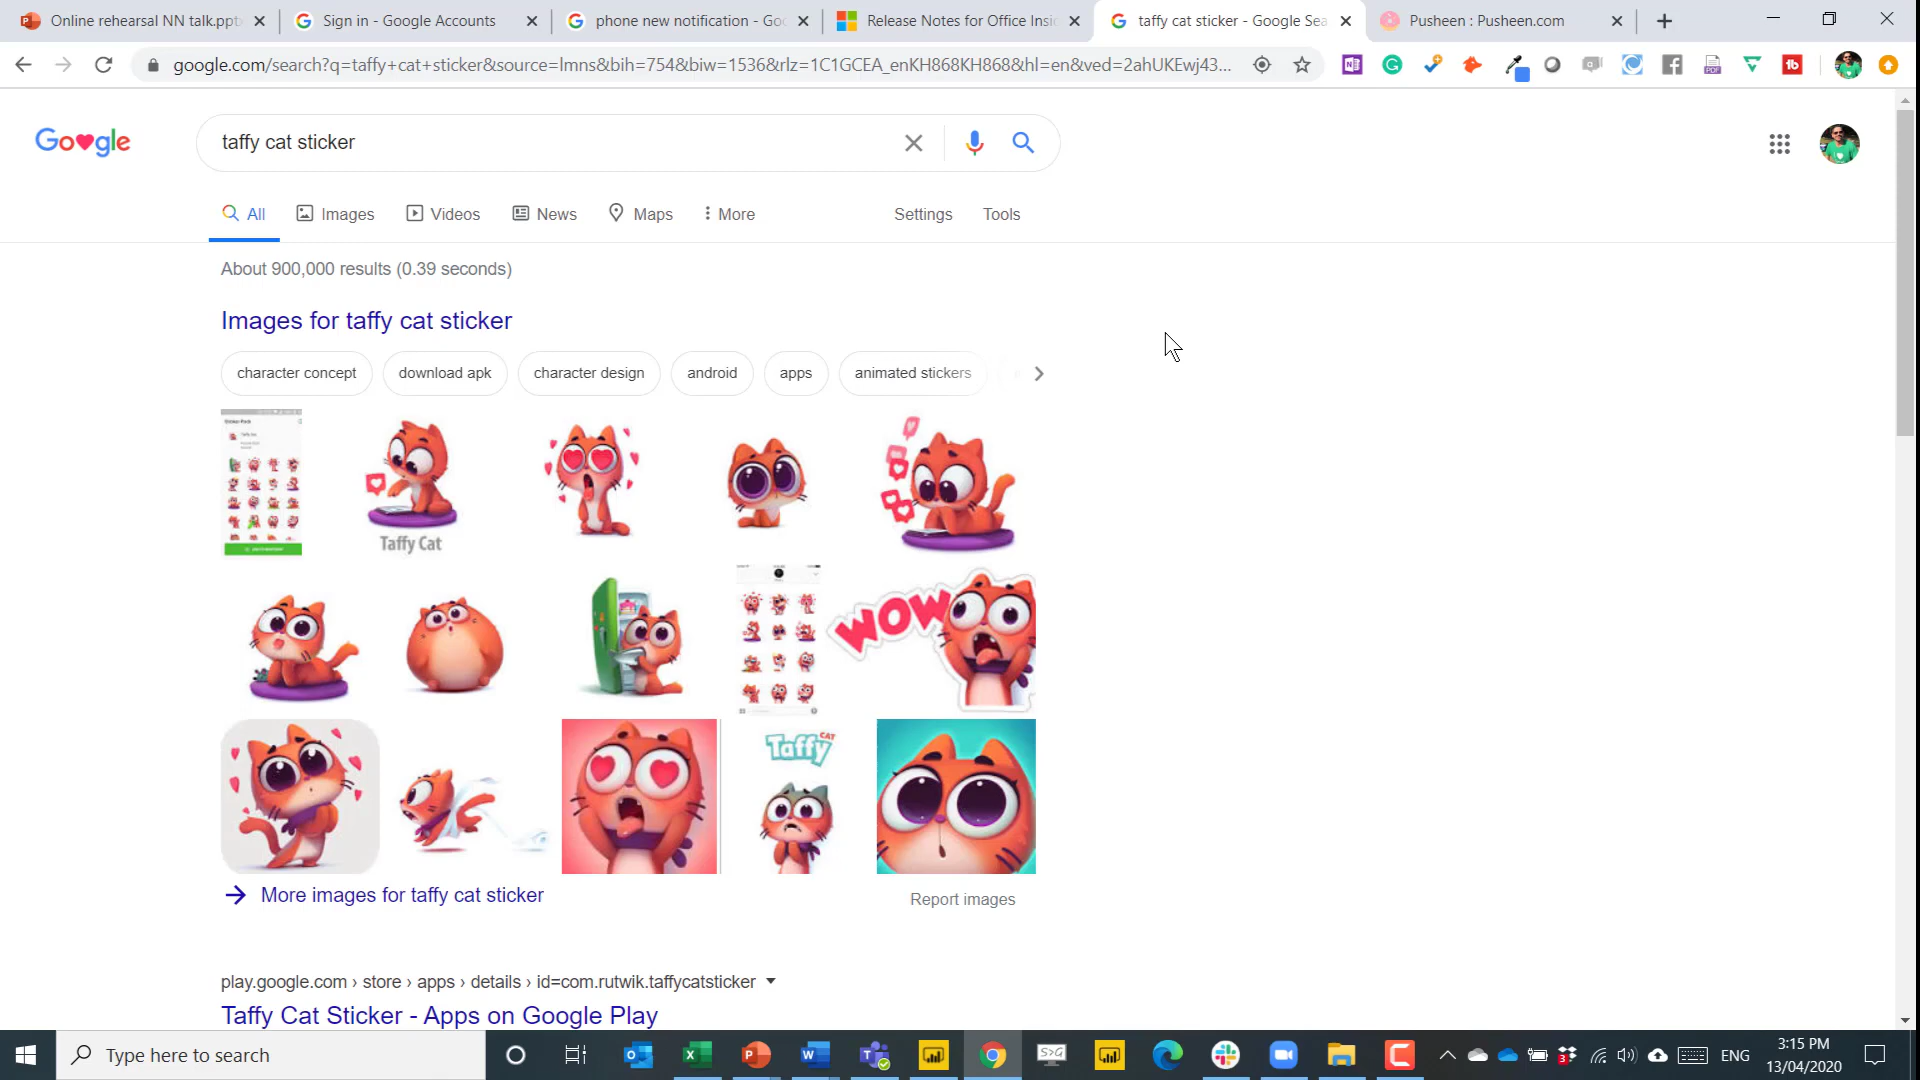 Online rehearsal NN talk.pptx
Sign in - Google Accounts
phone new notification - Goo
Release Notes for Office Insid
taffy cat sticker - Google Sea
Pusheen : Pusheen.com
google.com/search?q=taffy+cat+sticker&source=lmns&bih=754&biw=1536&rlz=1C1GCEA_enKH868KH868&hl=en&ved=2ahUKEwj43...
Google
taffy cat sticker
All
Images
Videos
News
Maps
More
Settings
Tools
About 900,000 results (0.39 seconds)
Images for taffy cat sticker
character concept
download apk
character design
android
apps
animated stickers
Taffy Cat
WOW
Taffy CAT
More images for taffy cat sticker
Report images
play.google.com › store › apps › details › id=com.rutwik.taffycatsticker
Taffy Cat Sticker - Apps on Google Play
Type here to search
ENG
3:15 PM
13/04/2020